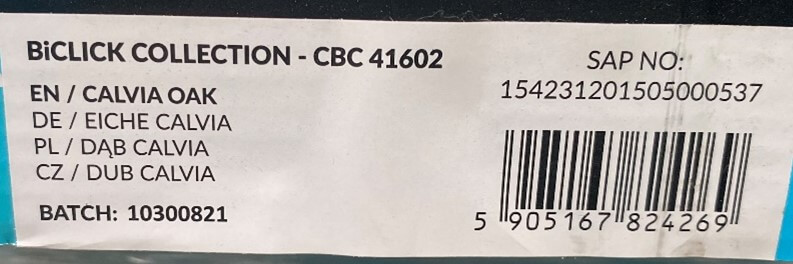 BiCLICK COLLECTION - CBC 41602
EN / CALVIA OAK
DE / EICHE CALVIA
PL / DĄB CALVIA
CZ / DUB CALVIA
BATCH: 10300821
SAP NO:
154231201505000537
5 905167 824269